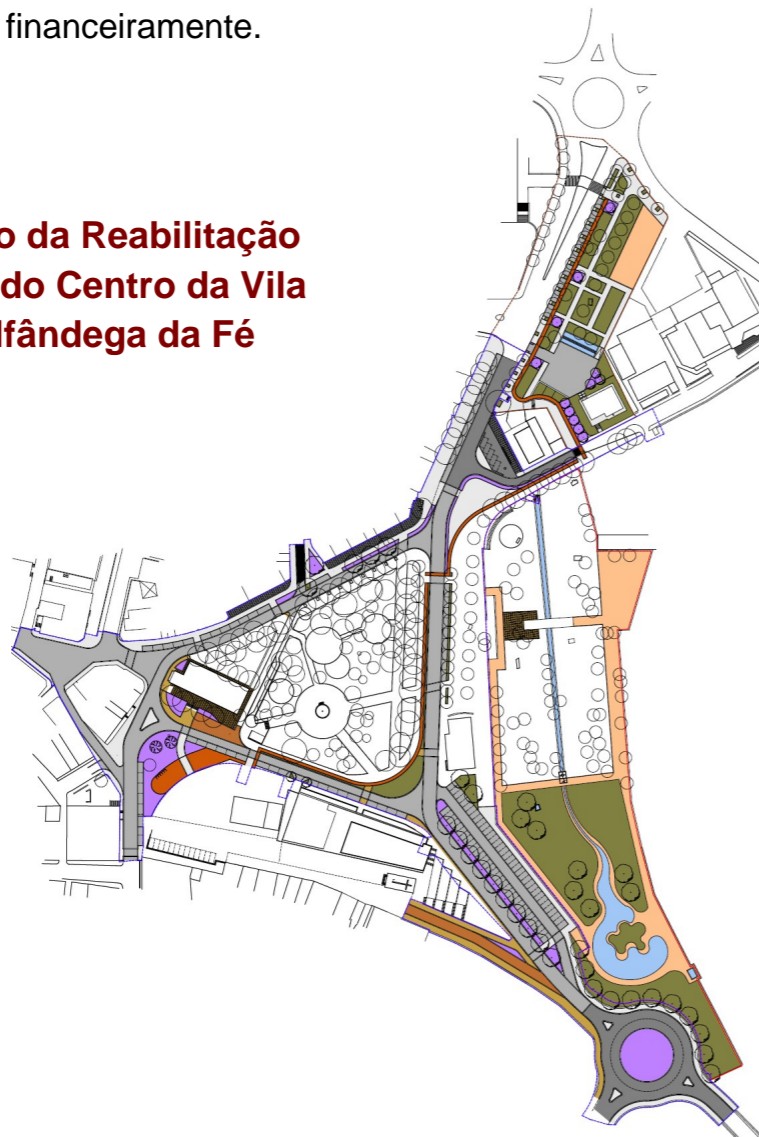 financeiramente.
o da Reabilitação
do Centro da Vila
lfândega da Fé